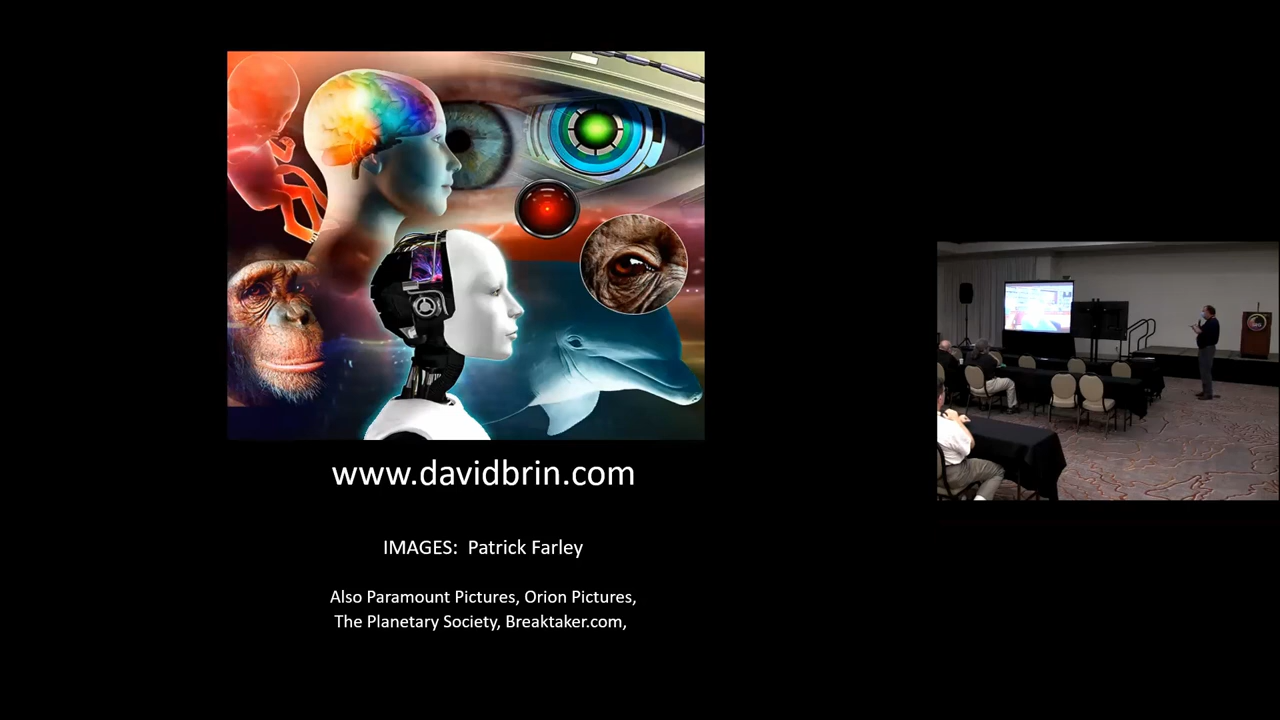 www.davidbrin.com
IMAGES: Patrick Farley
Also Paramount Pictures, Orion Pictures,
The Planetary Society, Breaktaker.com,